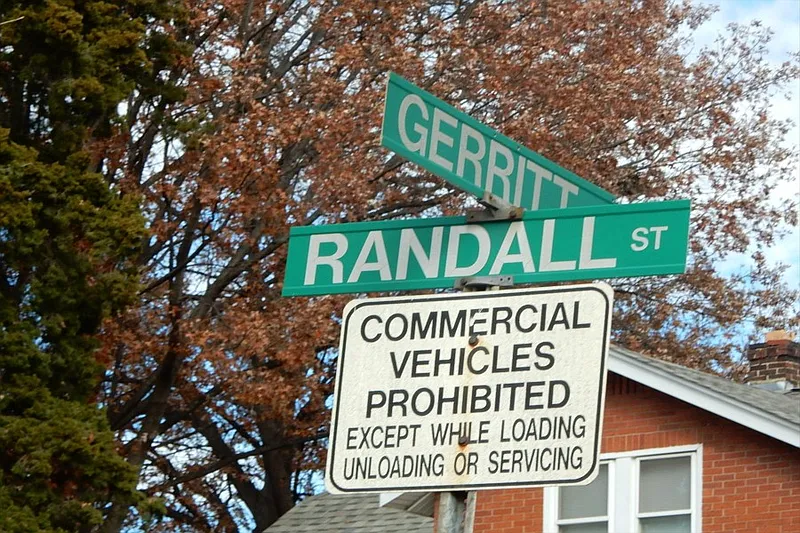 GERRITT
RANDALL ST
COMMERCIAL
VEHICLES
PROHIBITED
EXCEPT WHILE LOADING
UNLOADING OR SERVICING